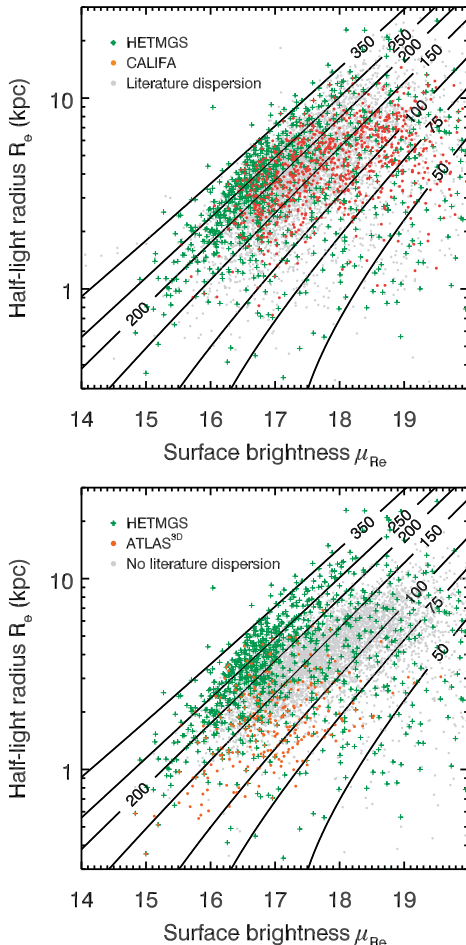 HETMGS
CALIFA
Literature dispersion
350
250
200
150
100
75
50
200
10
1
Half-light radius Re (kpc)
14 15 16 17 18 19
Surface brightness μRe
HETMGS
ATLAS3D
No literature dispersion
350
250
200
150
100
75
50
200
10
1
Half-light radius Re (kpc)
14 15 16 17 18 19
Surface brightness μRe